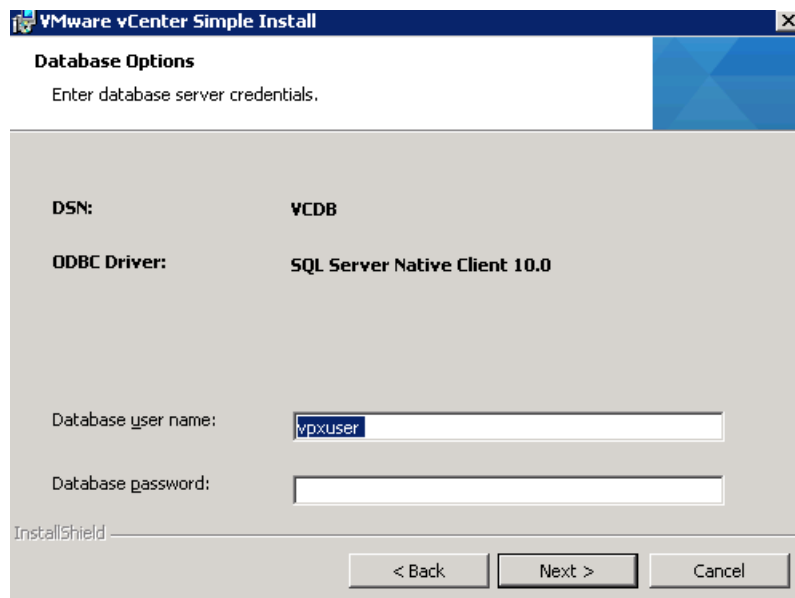 VMware vCenter Simple Install
Database Options
Enter database server credentials.
DSN: VCDB
ODBC Driver: SQL Server Native Client 10.0
Database user name: vpxuser
Database password:
InstallShield
< Back Next > Cancel